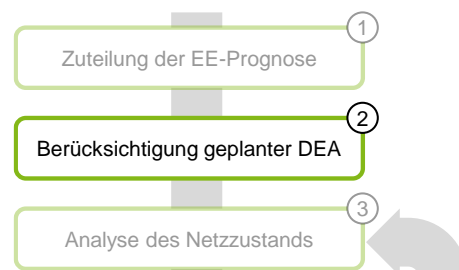 1
Zuteilung der EE-Prognose
2
Berücksichtigung geplanter DEA
3
Analyse des Netzzustands